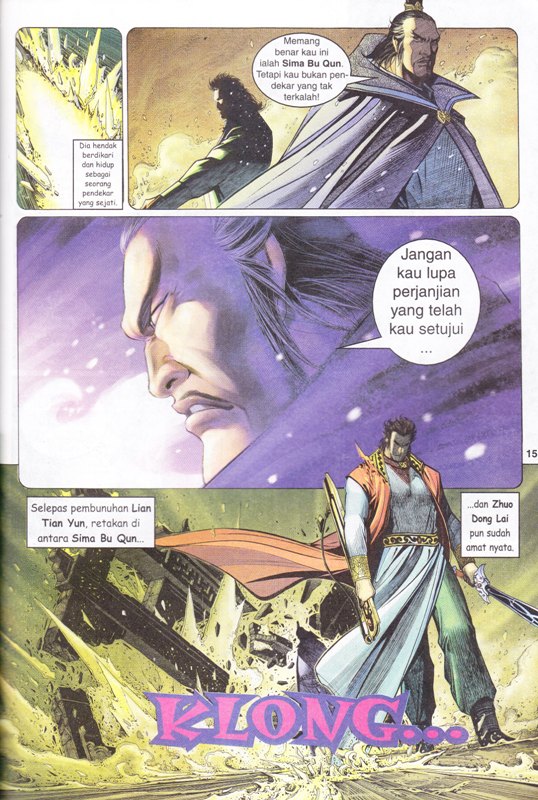 Dia hendak
berdikari
dan hidup
sebagai
seorang
pendekar
yang sejati.
Memang
benar kau ini
ialah Sima Bu Qun.
Tetapi kau bukan pen-
dekar yang tak
terkalah!
Jangan
kau lupa
perjanjian
yang telah
kau setujui
...
15
Selepas pembunuhan Lian
Tian Yun, retakan di
antara Sima Bu Qun...
...dan Zhuo
Dong Lai
pun sudah
amat nyata.
KLONG...